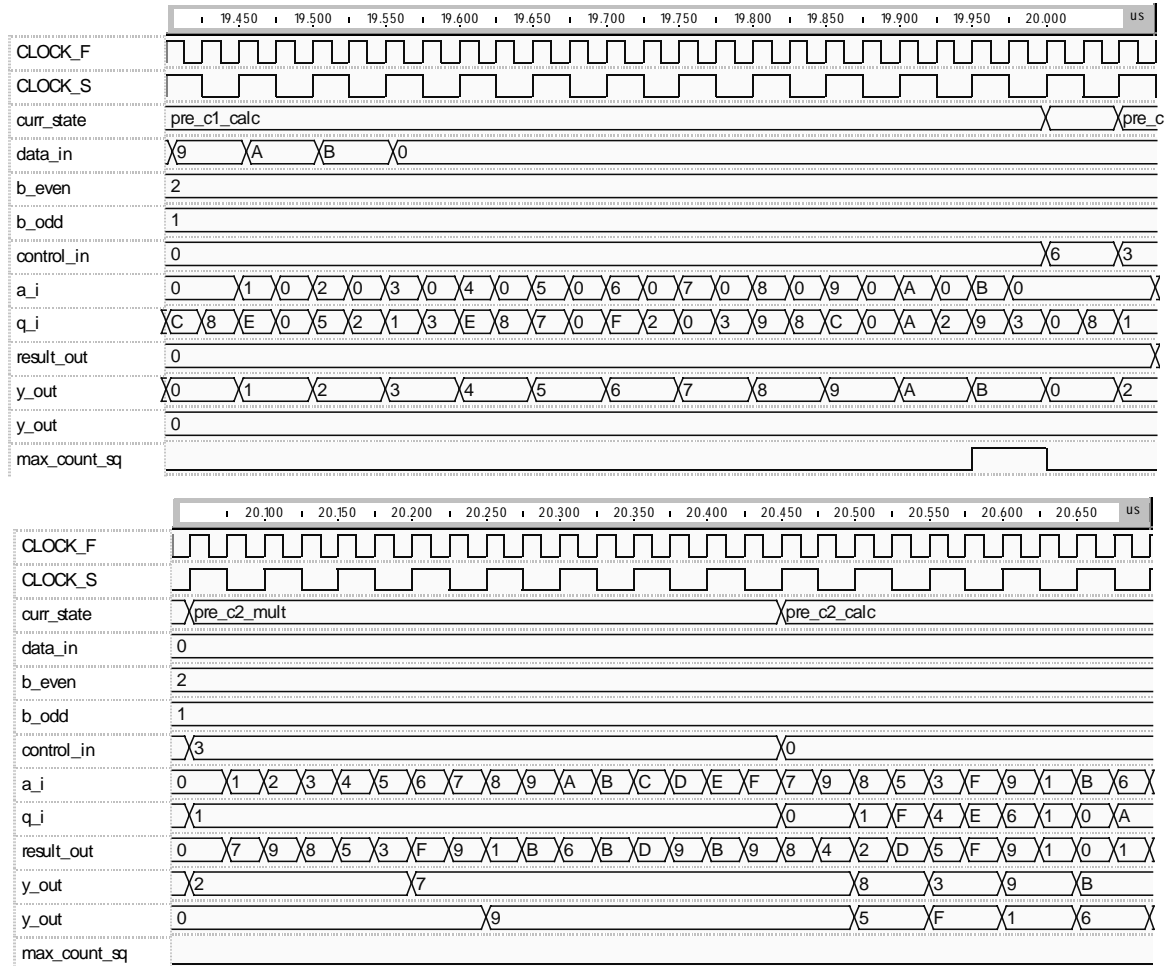 19.450 19.500 19.550 19.600 19.650 19.700 19.750 19.800 19.850 19.900 19.950 20.000 us
CLOCK_F
CLOCK_S
curr_state pre_c1_calc pre_c
data_in 9 A B 0
b_even 2
b_odd 1
control_in 0 6 3
a_i 0 1 0 2 0 3 0 4 0 5 0 6 0 7 0 8 0 9 0 A 0 B 0
q_i C 8 E 0 5 2 1 3 E 8 7 0 F 2 0 3 9 8 C 0 A 2 9 3 0 8 1
result_out 0
y_out 0 1 2 3 4 5 6 7 8 9 A B 0 2
y_out 0
max_count_sq
20.100 20.150 20.200 20.250 20.300 20.350 20.400 20.450 20.500 20.550 20.600 20.650 us
CLOCK_F
CLOCK_S
curr_state pre_c2_mult pre_c2_calc
data_in 0
b_even 2
b_odd 1
control_in 3 0
a_i 0 1 2 3 4 5 6 7 8 9 A B C D E F 7 9 8 5 3 F 9 1 B 6
q_i 1 0 1 F 4 E 6 1 0 A
result_out 0 7 9 8 5 3 F 9 1 B 6 B D 9 B 9 8 4 2 D 5 F 9 1 0 1
y_out 2 7 8 3 9 B
y_out 0 9 5 F 1 6
max_count_sq